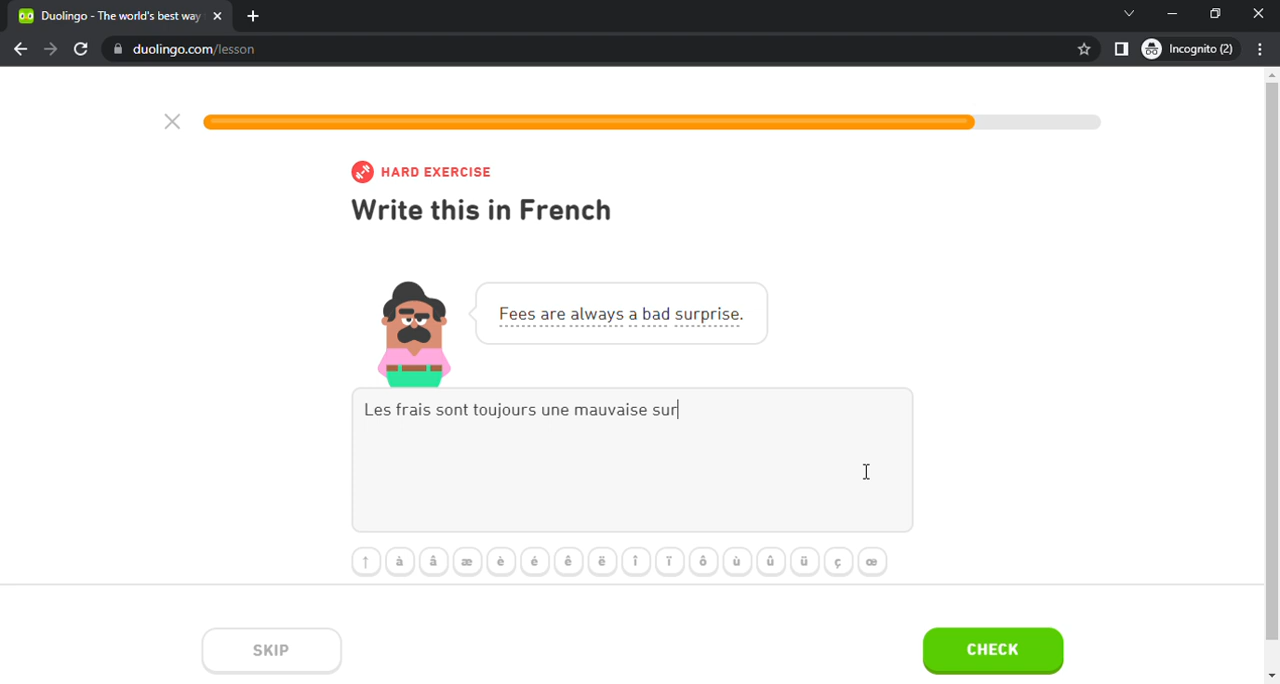 Duolingo - The world's best way
duolingo.com/lesson
Incognito (2)
HARD EXERCISE
Write this in French
Fees are always a bad surprise.
Les frais sont toujours une mauvaise sur
↑ à â æ è é ê ë î ï ô ù û ü ç œ
SKIP
CHECK